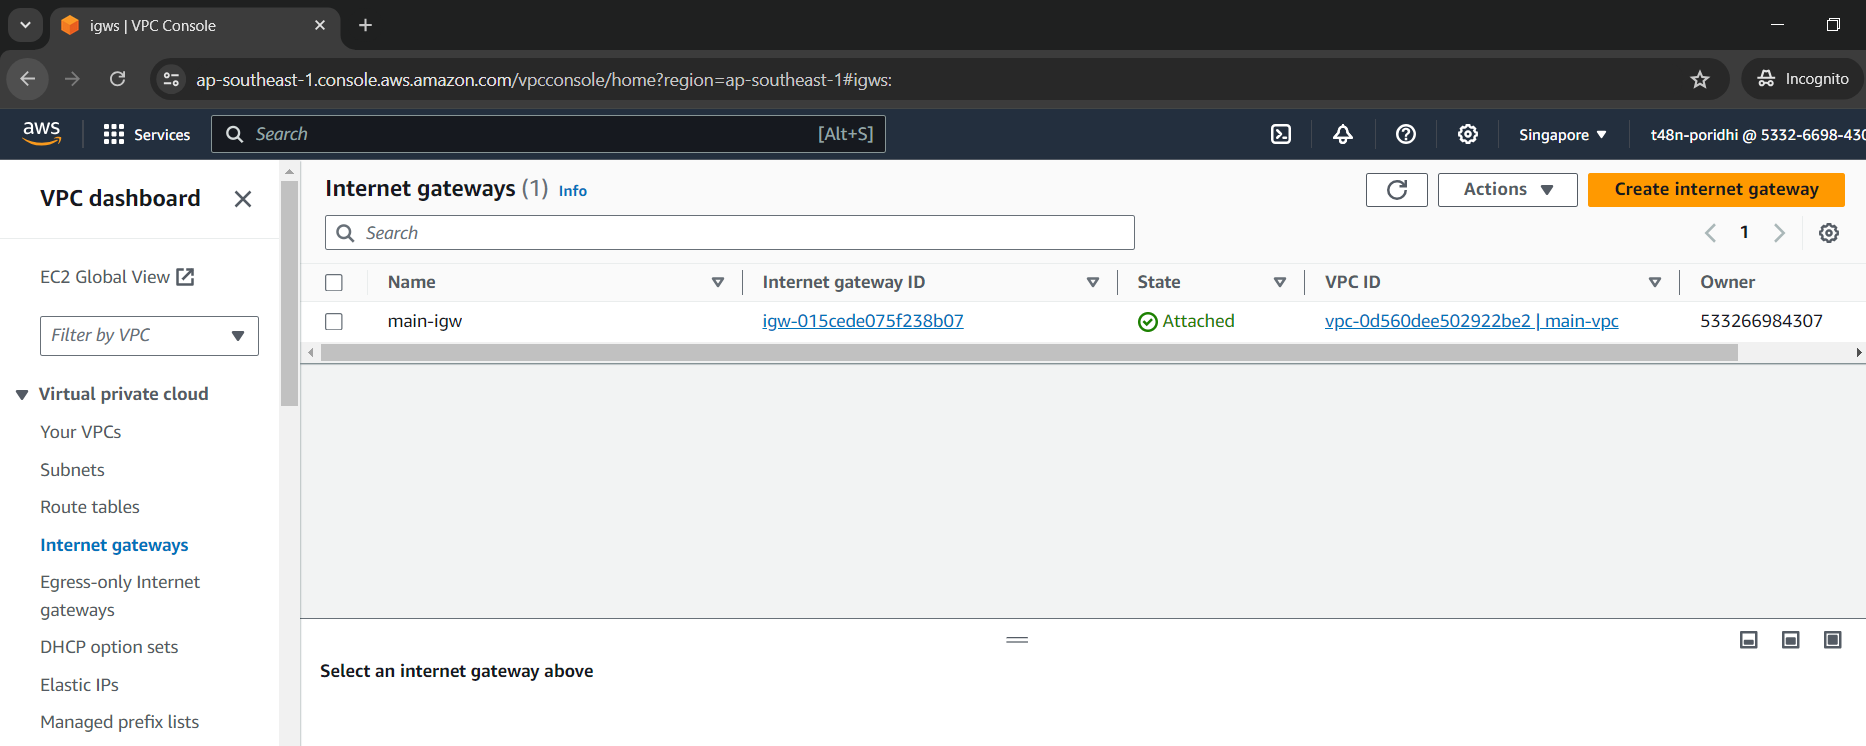 igws | VPC Console
ap-southeast-1.console.aws.amazon.com/vpcconsole/home?region=ap-southeast-1#igws:
Incognito
aws
Services
Search
[Alt+S]
Singapore
t48n-poridhi @ 5332-6698-430
VPC dashboard
EC2 Global View
Filter by VPC
Virtual private cloud
Your VPCs
Subnets
Route tables
Internet gateways
Egress-only Internet
gateways
DHCP option sets
Elastic IPs
Managed prefix lists
Internet gateways (1) Info
Actions
Create internet gateway
Search
1
Name Internet gateway ID State VPC ID Owner
main-igw igw-015cede075f238b07 Attached vpc-0d560dee502922be2 | main-vpc 533266984307
Select an internet gateway above